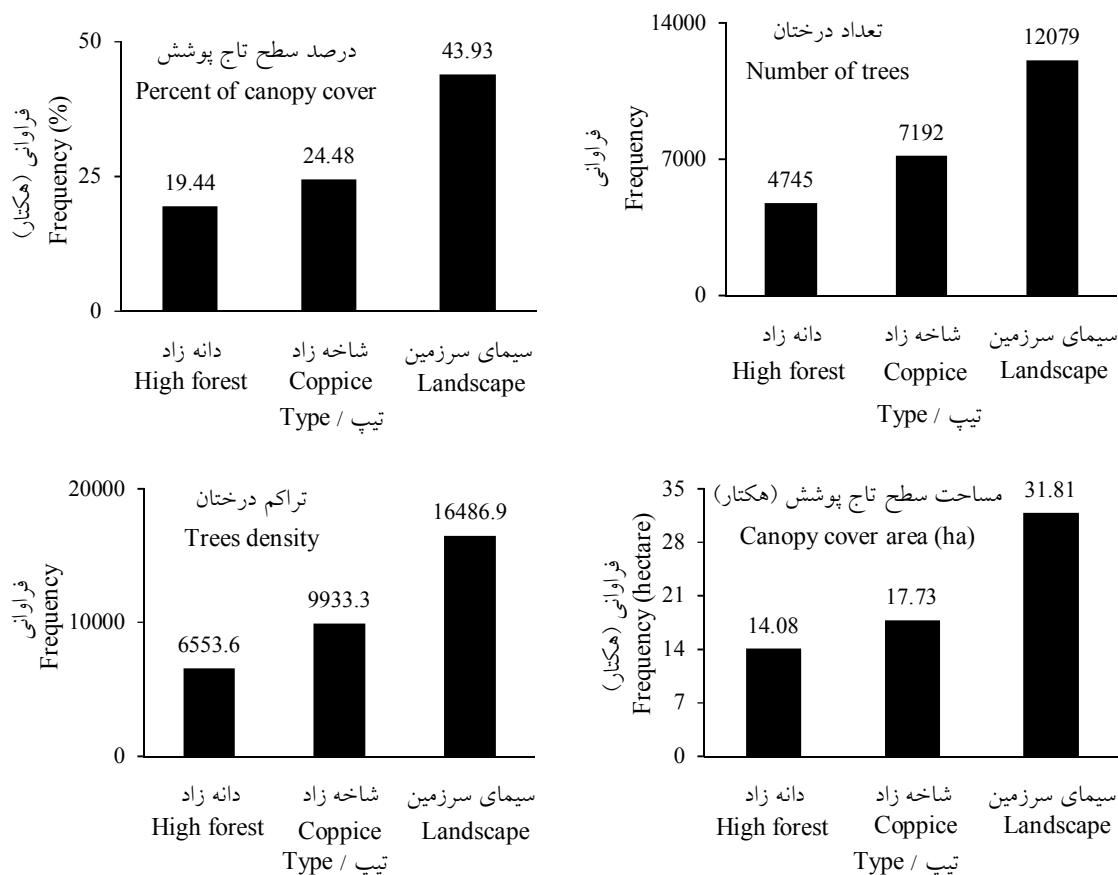 50
25
0
فراوانی (هکتار)
Frequency (%)
درصد سطح تاج پوشش
Percent of canopy cover
19.44
24.48
43.93
دانه زاد
High forest
شاخه زاد
Coppice
سیمای سرزمین
Landscape
Type / تیپ
14000
7000
0
فراوانی
Frequency
تعداد درختان
Number of trees
4745
7192
12079
دانه زاد
High forest
شاخه زاد
Coppice
سیمای سرزمین
Landscape
Type / تیپ
20000
10000
0
فراوانی
Frequency
تراکم درختان
Trees density
6553.6
9933.3
16486.9
دانه زاد
High forest
شاخه زاد
Coppice
سیمای سرزمین
Landscape
Type / تیپ
35
28
21
14
7
0
فراوانی (هکتار)
Frequency (hectare)
مساحت سطح تاج پوشش (هکتار)
Canopy cover area (ha)
14.08
17.73
31.81
دانه زاد
High forest
شاخه زاد
Coppice
سیمای سرزمین
Landscape
Type / تیپ